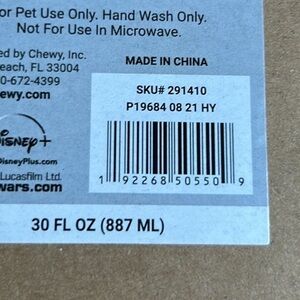 or Pet Use Only. Hand Wash Only.
Not For Use In Microwave.
ed by Chewy, Inc.
each, FL 33004
0-672-4399
ewy.com
MADE IN CHINA
SKU# 291410
P19684 08 21 HY
isney+
DisneyPlus.com
Lucasfilm Ltd.
wars.com
1 92268 50550 9
30 FL OZ (887 ML)